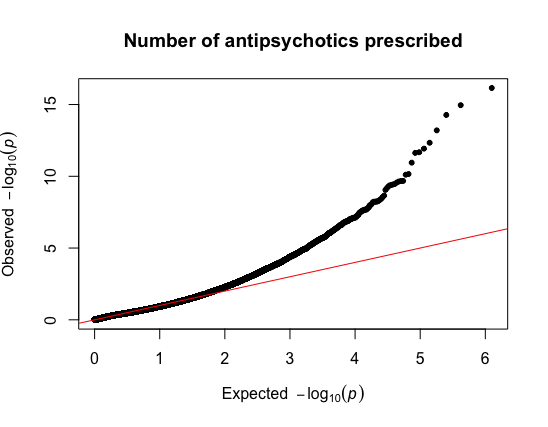 Number of antipsychotics prescribed
15
10
5
0
Observed −log₁₀(p)
0 1 2 3 4 5 6
Expected −log₁₀(p)